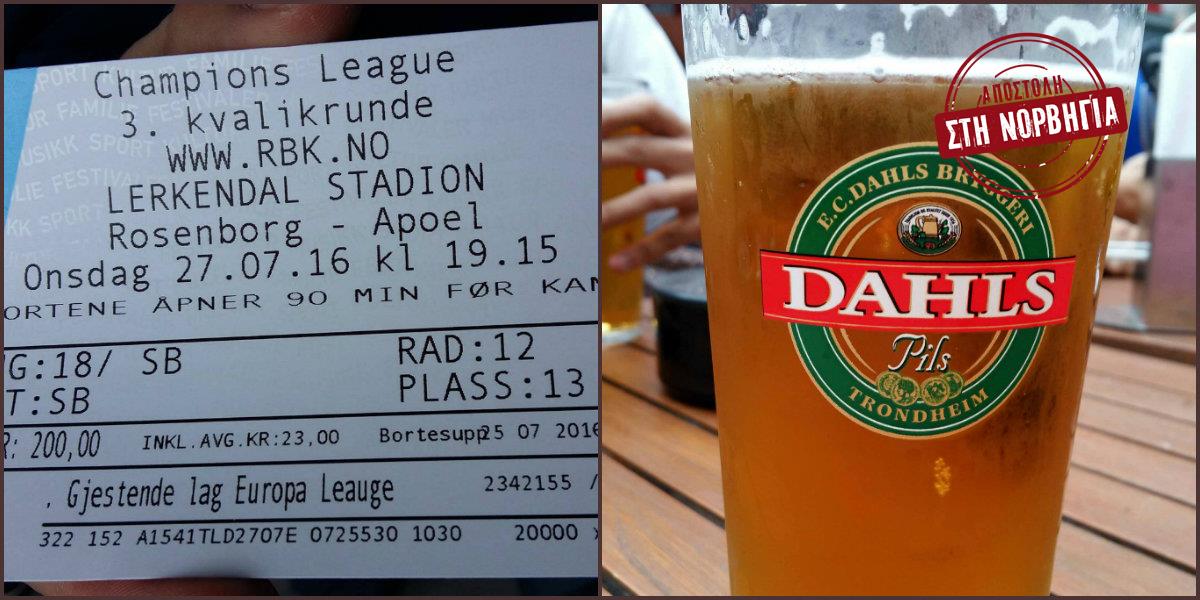 Champions League
3. kvalikrunde
WWW.RBK.NO
LERKENDAL STADION
Rosenborg - Apoel
Onsdag 27.07.16 kl 19.15
ORTENE ÅPNER 90 MIN FØR KAN
G:18/ SB
RAD:12
T:SB
PLASS:13
R: 200,00 INKL.AVG.KR:23,00 Bortesupp 25 07 2016
. Gjestende lag Europa Leauge 2342155 /
322 152 A1541TLD2707E 0725530 1030 20000
ΑΠΟΣΤΟΛΗ
ΣΤΗ ΝΟΡΒΗΓΙΑ
E.C.DAHLS BRYGGERI
DAHLS
Pils
TRONDHEIM